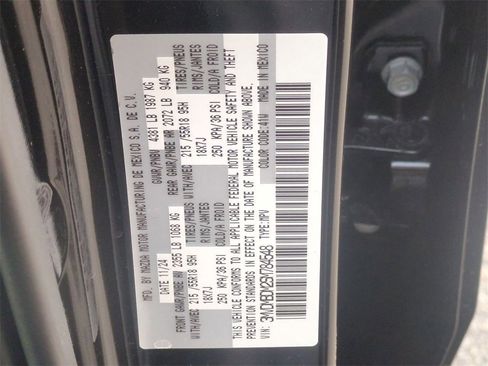 MFD. BY MAZDA MOTOR MANUFACTURING DE MEXICO S.A. DE C.V.
DATE 11/24 GVWR/PNBV 4381 LB 1987 KG
FRONT GAWR/PNBE AV 2355 LB 1068 KG REAR GAWR/PNBE AR 2072 LB 940 KG
WITH/AVEC 215/55R18 95H TIRES/PNEUS WITH/AVEC 215/55R18 95H TIRES/PNEUS
18X7J RIMS/JANTES 18X7J RIMS/JANTES
250 KPA/36 PSI COLD/A FROID 250 KPA/36 PSI COLD/A FROID
THIS VEHICLE CONFORMS TO ALL APPLICABLE FEDERAL MOTOR VEHICLE SAFETY AND THEFT
PREVENTION STANDARDS IN EFFECT ON THE DATE OF MANUFACTURE SHOWN ABOVE.
VIN: TYPE:MPV COLOR CODE:41W MADE IN MEXICO